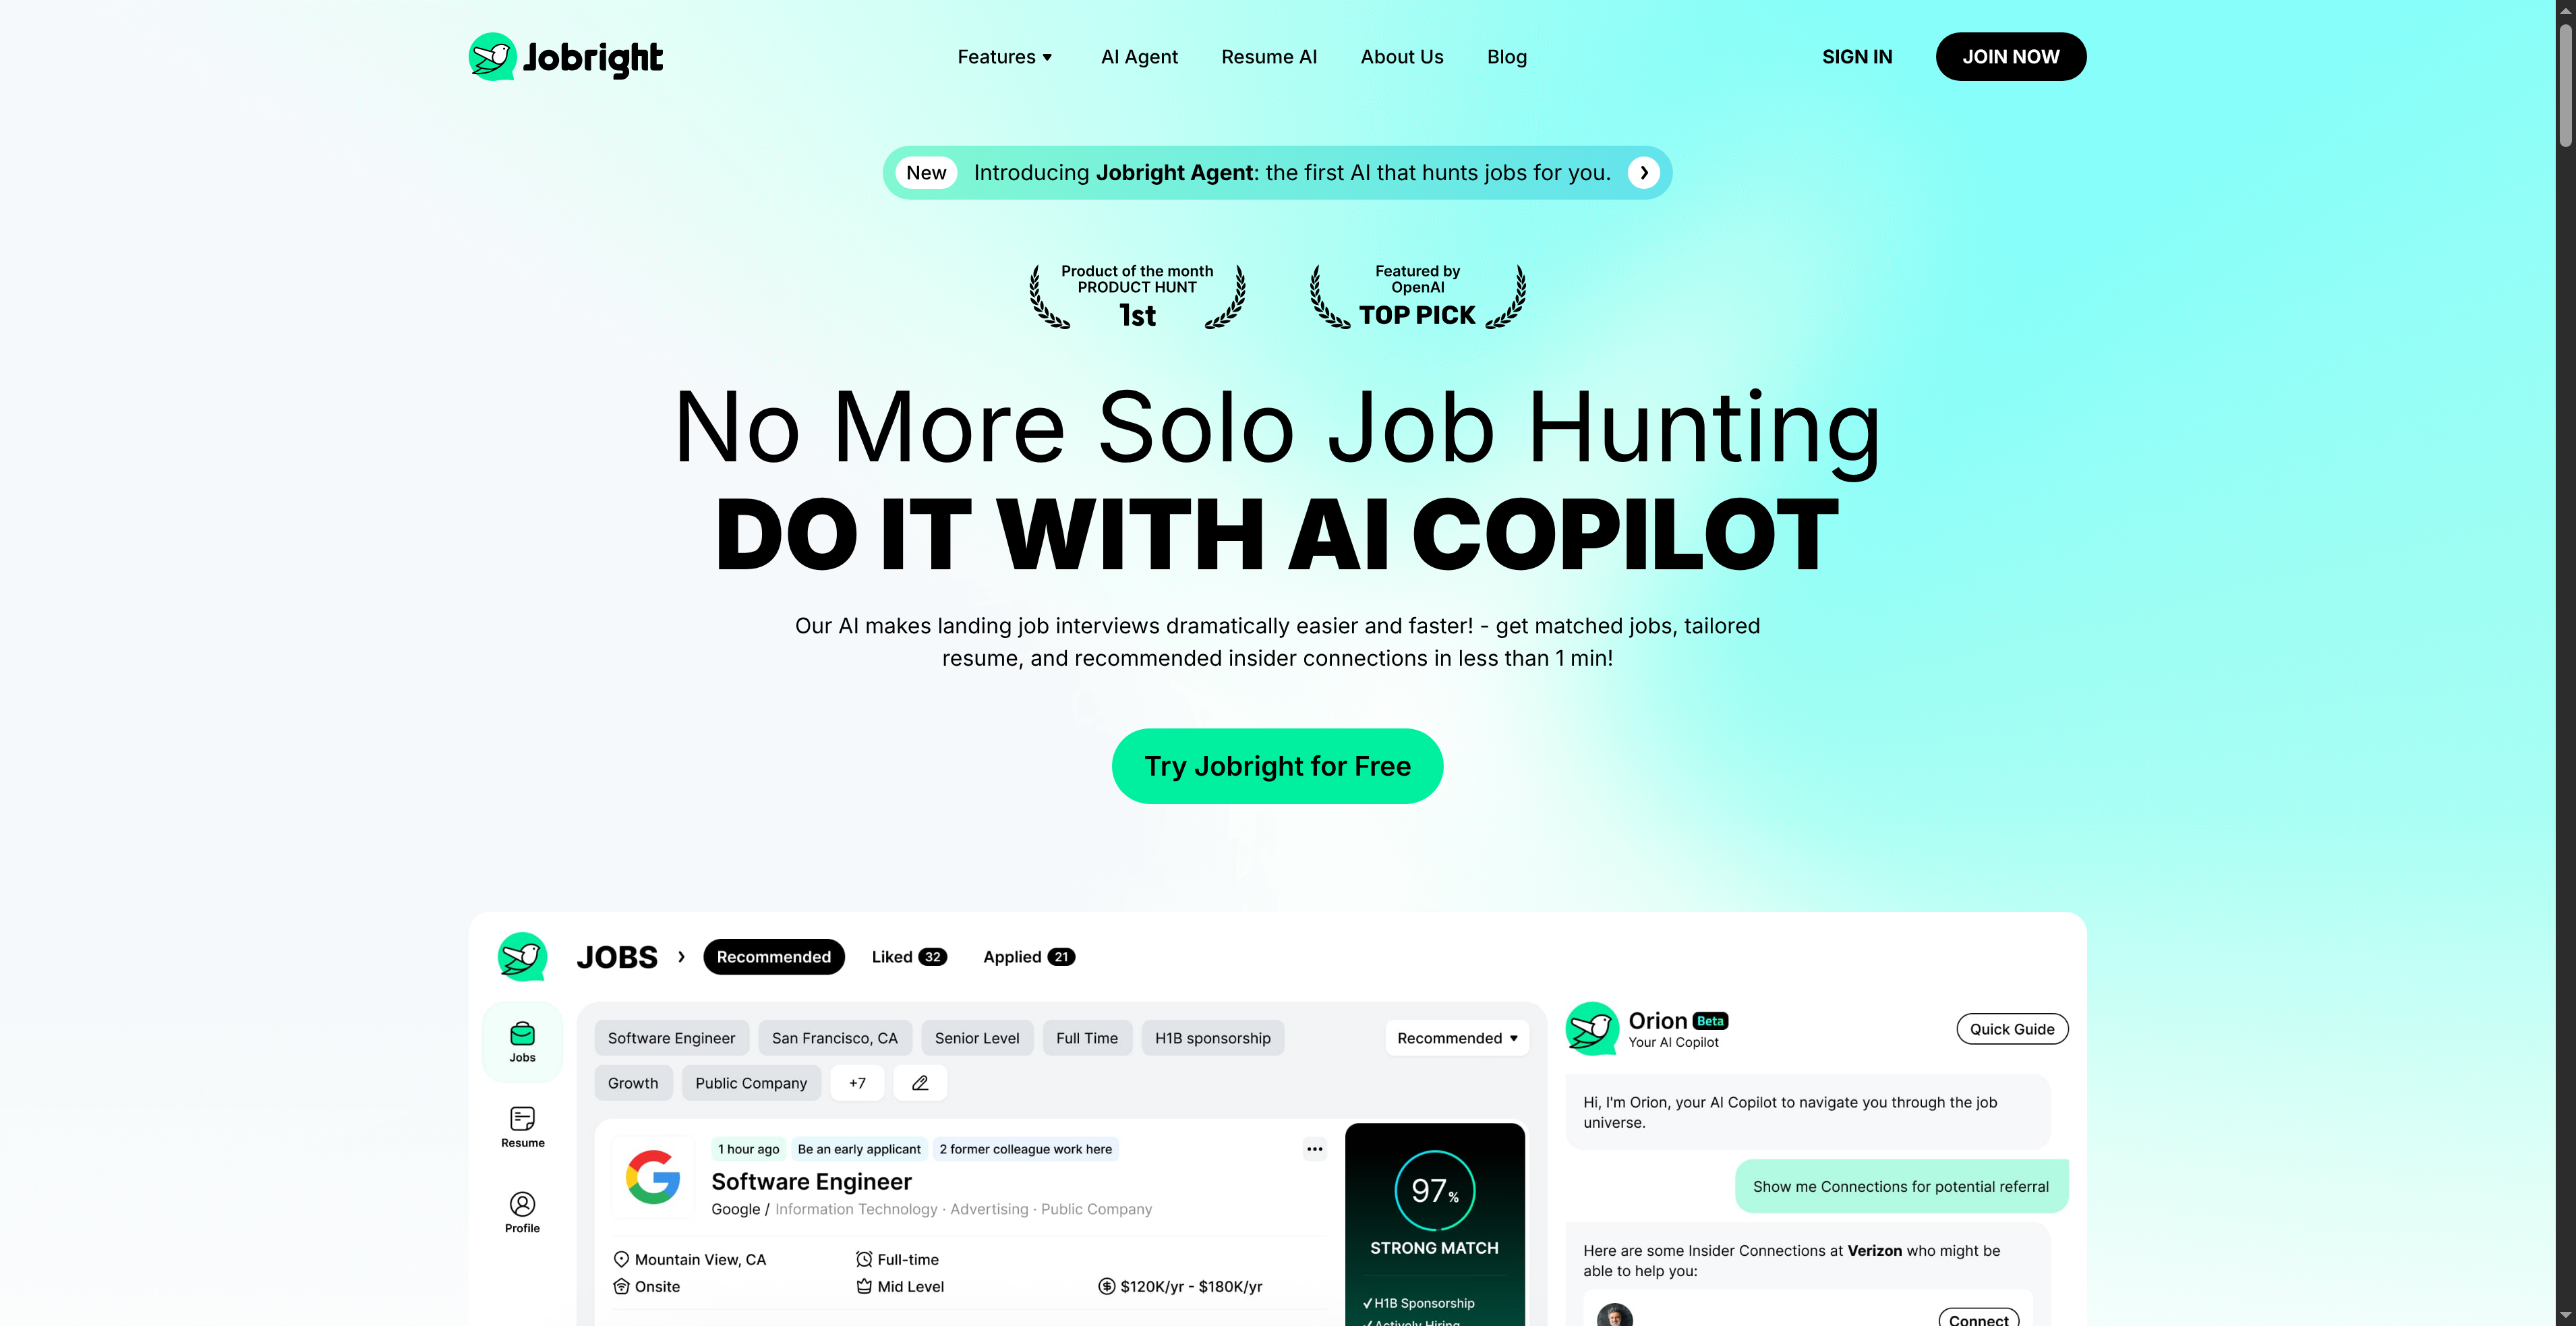 Jobright
Features
AI Agent
Resume AI
About Us
Blog
SIGN IN
JOIN NOW
New
Introducing Jobright Agent: the first AI that hunts jobs for you.
Product of the month
PRODUCT HUNT
1st
Featured by
OpenAI
TOP PICK
No More Solo Job Hunting
DO IT WITH AI COPILOT
Our AI makes landing job interviews dramatically easier and faster! - get matched jobs, tailored
resume, and recommended insider connections in less than 1 min!
Try Jobright for Free
JOBS
Recommended
Liked 32
Applied 21
Jobs
Resume
Profile
Software Engineer
San Francisco, CA
Senior Level
Full Time
H1B sponsorship
Recommended
Growth
Public Company
+7
1 hour ago
Be an early applicant
2 former colleague work here
Software Engineer
Google / Information Technology · Advertising · Public Company
Mountain View, CA
Full-time
Onsite
Mid Level
$120K/yr - $180K/yr
97%
STRONG MATCH
✓ H1B Sponsorship
✓ Actively Hiring
Orion Beta
Your AI Copilot
Quick Guide
Hi, I'm Orion, your AI Copilot to navigate you through the job
universe.
Show me Connections for potential referral
Here are some Insider Connections at Verizon who might be
able to help you:
Connect